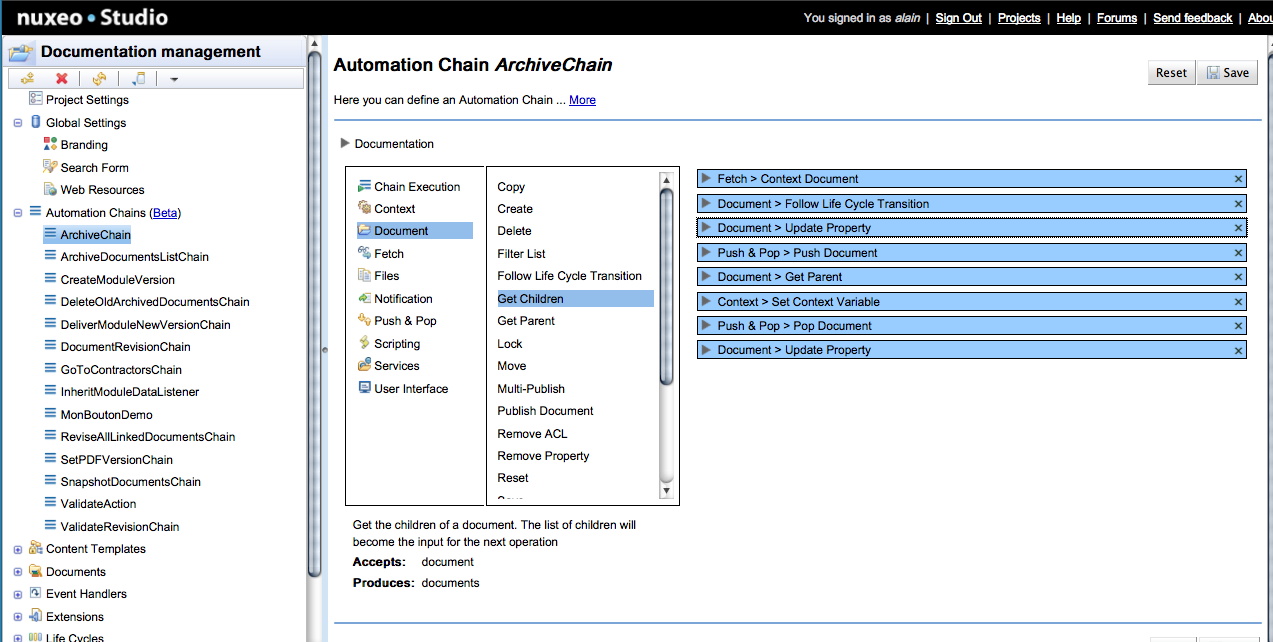 nuxeo • Studio
You signed in as alain | Sign Out | Projects | Help | Forums | Send feedback |
Documentation management
Project Settings
Global Settings
Branding
Search Form
Web Resources
Automation Chains (Beta)
ArchiveChain
ArchiveDocumentsListChain
CreateModuleVersion
DeleteOldArchivedDocumentsChain
DeliverModuleNewVersionChain
DocumentRevisionChain
GoToContractorsChain
InheritModuleDataListener
MonBoutonDemo
ReviseAllLinkedDocumentsChain
SetPDFVersionChain
SnapshotDocumentsChain
ValidateAction
ValidateRevisionChain
Content Templates
Documents
Event Handlers
Extensions
Life Cycles
Automation Chain ArchiveChain
Reset
Save
Here you can define an Automation Chain ... More
Documentation
Chain Execution
Context
Document
Fetch
Files
Notification
Push & Pop
Scripting
Services
User Interface
Copy
Create
Delete
Filter List
Follow Life Cycle Transition
Get Children
Get Parent
Lock
Move
Multi-Publish
Publish Document
Remove ACL
Remove Property
Reset
Fetch > Context Document
Document > Follow Life Cycle Transition
Document > Update Property
Push & Pop > Push Document
Document > Get Parent
Context > Set Context Variable
Push & Pop > Pop Document
Document > Update Property
Get the children of a document. The list of children will
become the input for the next operation
Accepts: document
Produces: documents